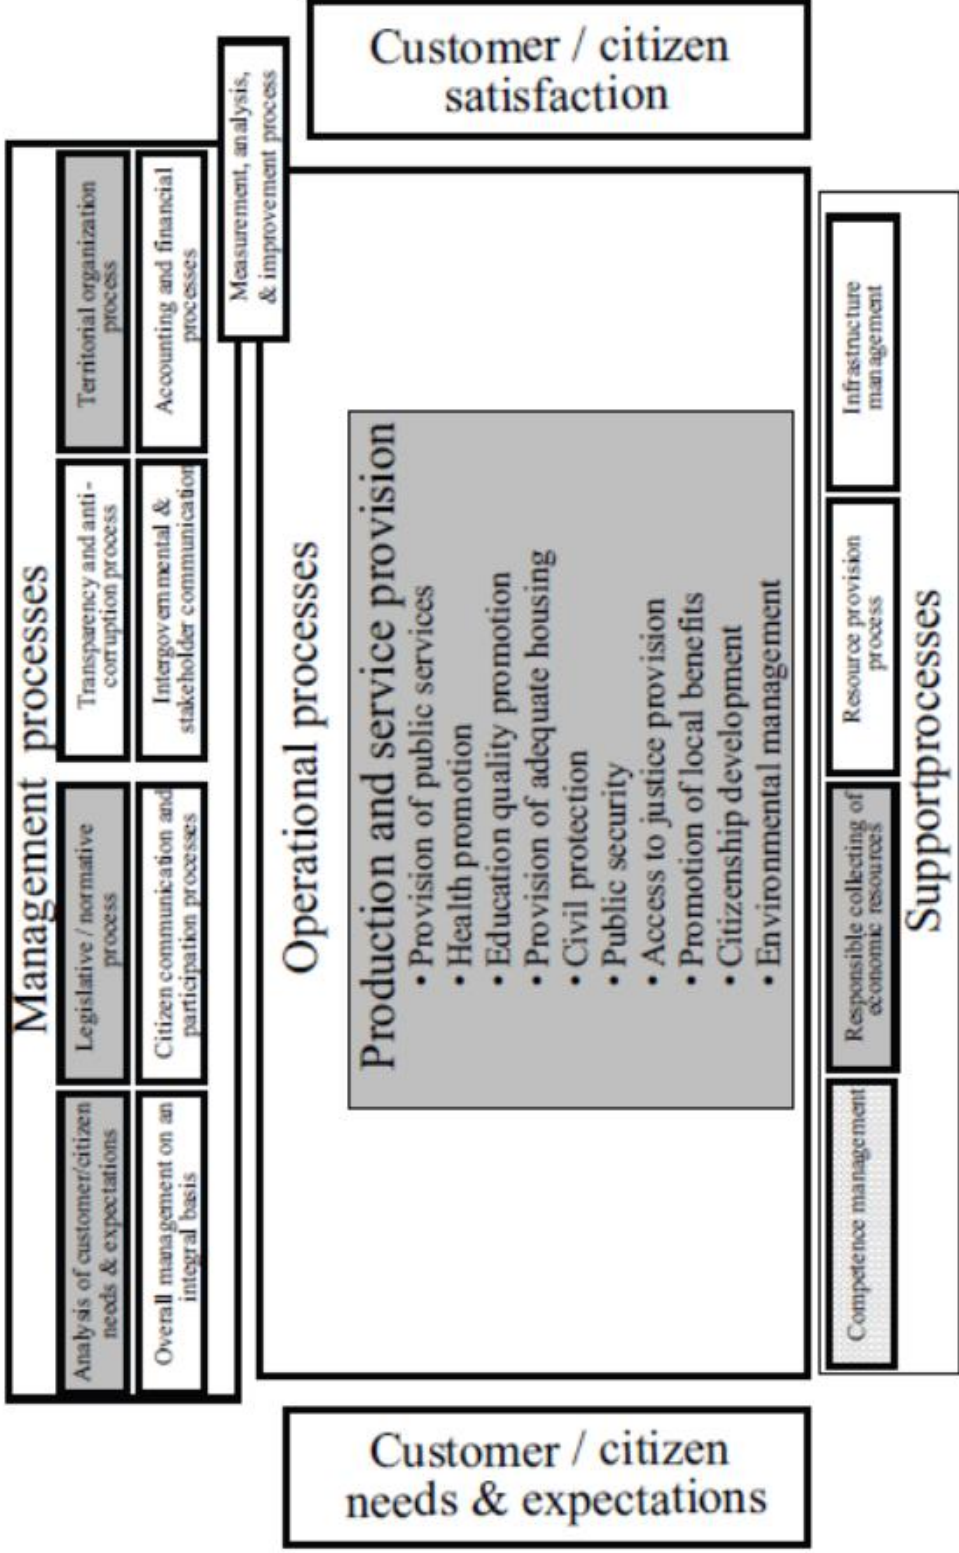 Management processes
Analysis of customer/citizen
needs & expectations
Legislative / normative
process
Transparency and anti-
corruption process
Territorial organization
process
Overall management on an
integral basis
Citizen communication and
participation processes
Intergovernmental &
stakeholder communication
Accounting and financial
processes
Measurement, analysis,
& improvement process
Customer / citizen
needs & expectations
Operational processes
Production and service provision
• Provision of public services
• Health promotion
• Education quality promotion
• Provision of adequate housing
• Civil protection
• Public security
• Access to justice provision
• Promotion of local benefits
• Citizenship development
• Environmental management
Customer / citizen
satisfaction
Competence management
Responsible collecting of
economic resources
Resource provision
process
Infrastructure
management
Supportprocesses